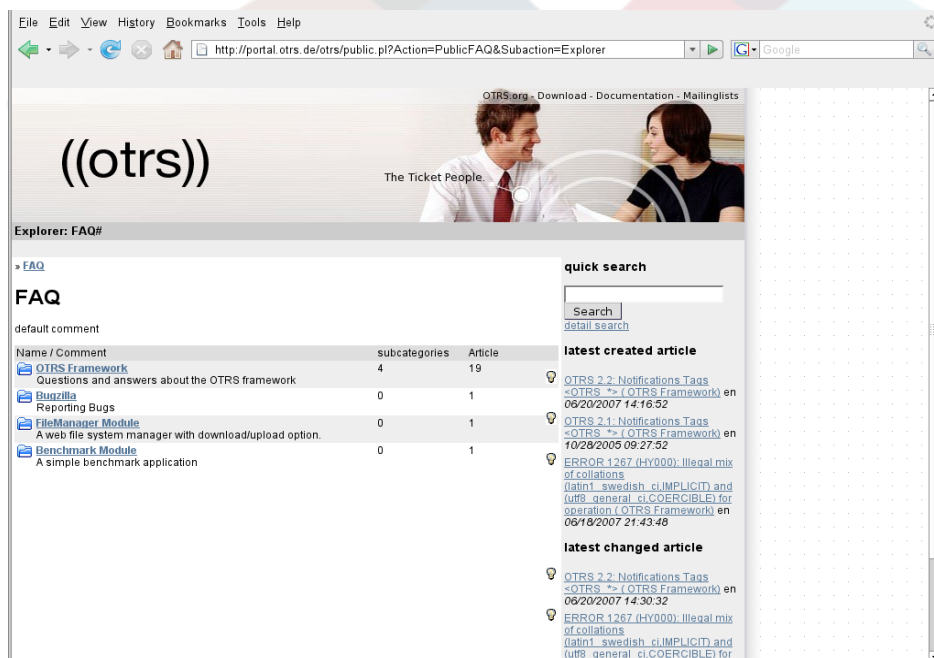 File Edit View History Bookmarks Tools Help
http://portal.otrs.de/otrs/public.pl?Action=PublicFAQ&Subaction=Explorer
G Google
OTRS.org - Download - Documentation - Mailinglists
((otrs))
The Ticket People.
Explorer: FAQ#
» FAQ
FAQ
default comment
Name / Comment subcategories Article
OTRS Framework 4 19
Questions and answers about the OTRS framework
Bugzilla 0 1
Reporting Bugs
FileManager Module 0 1
A web file system manager with download/upload option.
Benchmark Module 0 1
A simple benchmark application
quick search
Search
detail search
latest created article
OTRS 2.2: Notifications Tags
<OTRS_*> ( OTRS Framework) en
06/20/2007 14:16:52
OTRS 2.1: Notifications Tags
<OTRS_*> ( OTRS Framework) en
10/28/2005 09:27:52
ERROR 1267 (HY000): Illegal mix
of collations
(latin1_swedish_ci,IMPLICIT) and
(utf8_general_ci,COERCIBLE) for
operation ( OTRS Framework) en
06/18/2007 21:43:48
latest changed article
OTRS 2.2: Notifications Tags
<OTRS_*> ( OTRS Framework) en
06/20/2007 14:30:32
ERROR 1267 (HY000): Illegal mix
of collations
(latin1_swedish_ci,IMPLICIT) and
(utf8_general_ci,COERCIBLE) for